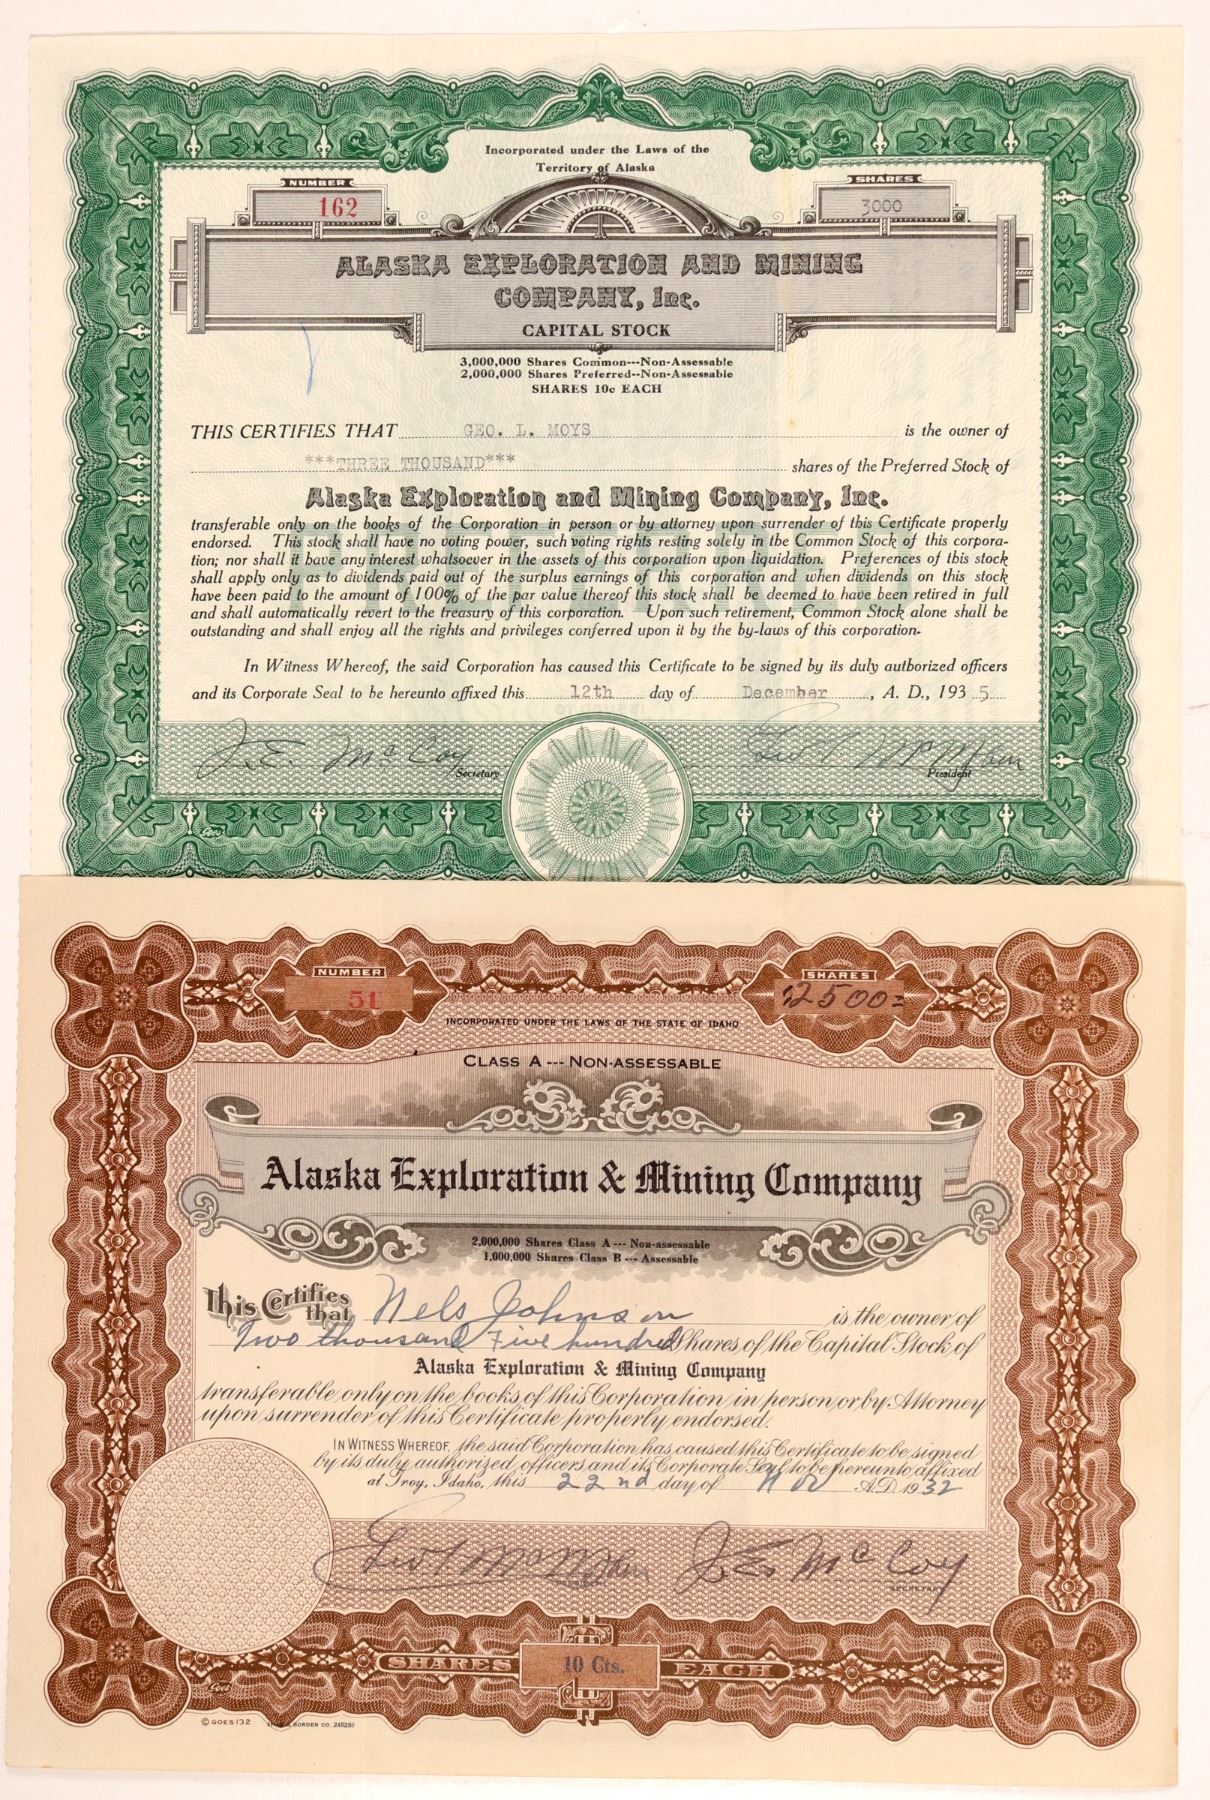 Incorporated under the Laws of the
Territory of Alaska
NUMBER
162
SHARES
3000
ALASKA EXPLORATION AND MINING
COMPANY, Inc.
CAPITAL STOCK
3,000,000 Shares Common---Non-Assessable
2,000,000 Shares Preferred--Non-Assessable
SHARES 10c EACH
THIS CERTIFIES THAT GEO. L. MOYS is the owner of
***THREE THOUSAND*** shares of the Preferred Stock of
Alaska Exploration and Mining Company, Inc.
transferable only on the books of the Corporation in person or by attorney upon surrender of this Certificate properly
endorsed. This stock shall have no voting power, such voting rights resting solely in the Common Stock of this corpora-
tion; nor shall it have any interest whatsoever in the assets of this corporation upon liquidation. Preferences of this stock
shall apply only as to dividends paid out of the surplus earnings of this corporation and when dividends on this stock
have been paid to the amount of 100% of the par value thereof this stock shall be deemed to have been retired in full
and shall automatically revert to the treasury of this corporation. Upon such retirement, Common Stock alone shall be
outstanding and shall enjoy all the rights and privileges conferred upon it by the by-laws of this corporation.
In Witness Whereof, the said Corporation has caused this Certificate to be signed by its duly authorized officers
and its Corporate Seal to be hereunto affixed this 12th day of December, A. D., 1935
J. E. McCoy
Secretary
President
Goes
NUMBER
51
SHARES
2500=
INCORPORATED UNDER THE LAWS OF THE STATE OF IDAHO
CLASS A --- NON-ASSESSABLE
Alaska Exploration & Mining Company
2,000,000 Shares Class A --- Non-assessable
1,000,000 Shares Class B --- Assessable
This Certifies that Nels Johnson is the owner of
Two thousand Five hundred Shares of the Capital Stock of
Alaska Exploration & Mining Company
transferable only on the books of this Corporation in person or by Attorney
upon surrender of this Certificate properly endorsed.
IN WITNESS WHEREOF, the said Corporation has caused this Certificate to be signed
by its duly authorized officers and its Corporate Seal to be hereunto affixed
at Troy, Idaho, this 22nd day of Nov A.D. 1932
J. E. McCoy
SECRETARY
SHARES
10 Cts.
EACH
Goes
© GOES 132
BORDEN CO.